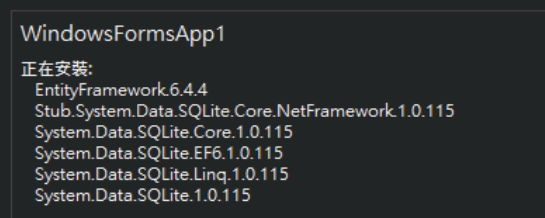 WindowsFormsApp1
正在安裝:
EntityFramework.6.4.4
Stub.System.Data.SQLite.Core.NetFramework.1.0.115
System.Data.SQLite.Core.1.0.115
System.Data.SQLite.EF6.1.0.115
System.Data.SQLite.Linq.1.0.115
System.Data.SQLite.1.0.115